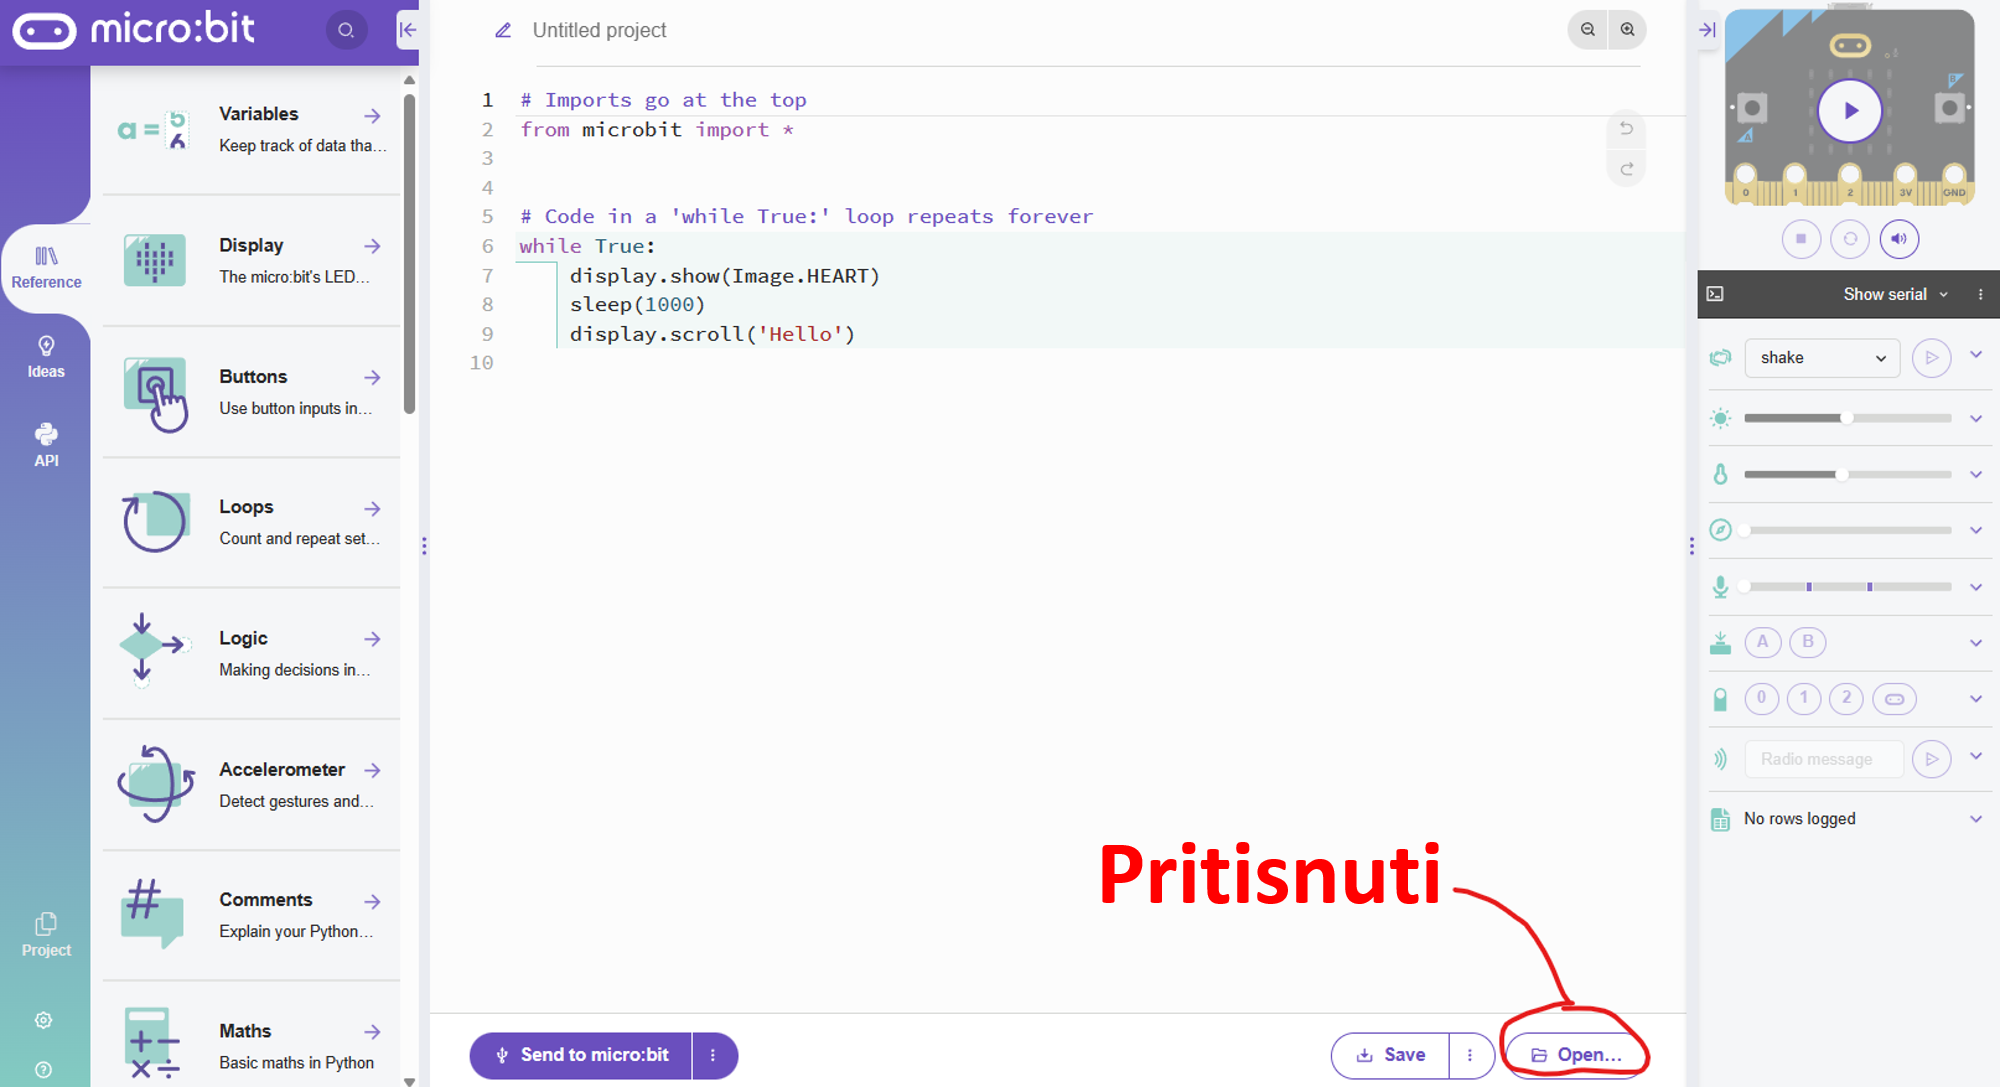 micro:bit
Untitled project
Reference
Ideas
API
Project
Variables
Keep track of data tha…
Display
The micro:bit's LED…
Buttons
Use button inputs in…
Loops
Count and repeat set…
Logic
Making decisions in…
Accelerometer
Detect gestures and…
Comments
Explain your Python…
Maths
Basic maths in Python
1 # Imports go at the top
2 from microbit import *
3
4
5 # Code in a 'while True:' loop repeats forever
6 while True:
7 display.show(Image.HEART)
8 sleep(1000)
9 display.scroll('Hello')
10
Pritisnuti
Send to micro:bit
Save
Open...
A
B
0 1 2 3V GND
Show serial
shake
A B
0 1 2
Radio message
No rows logged